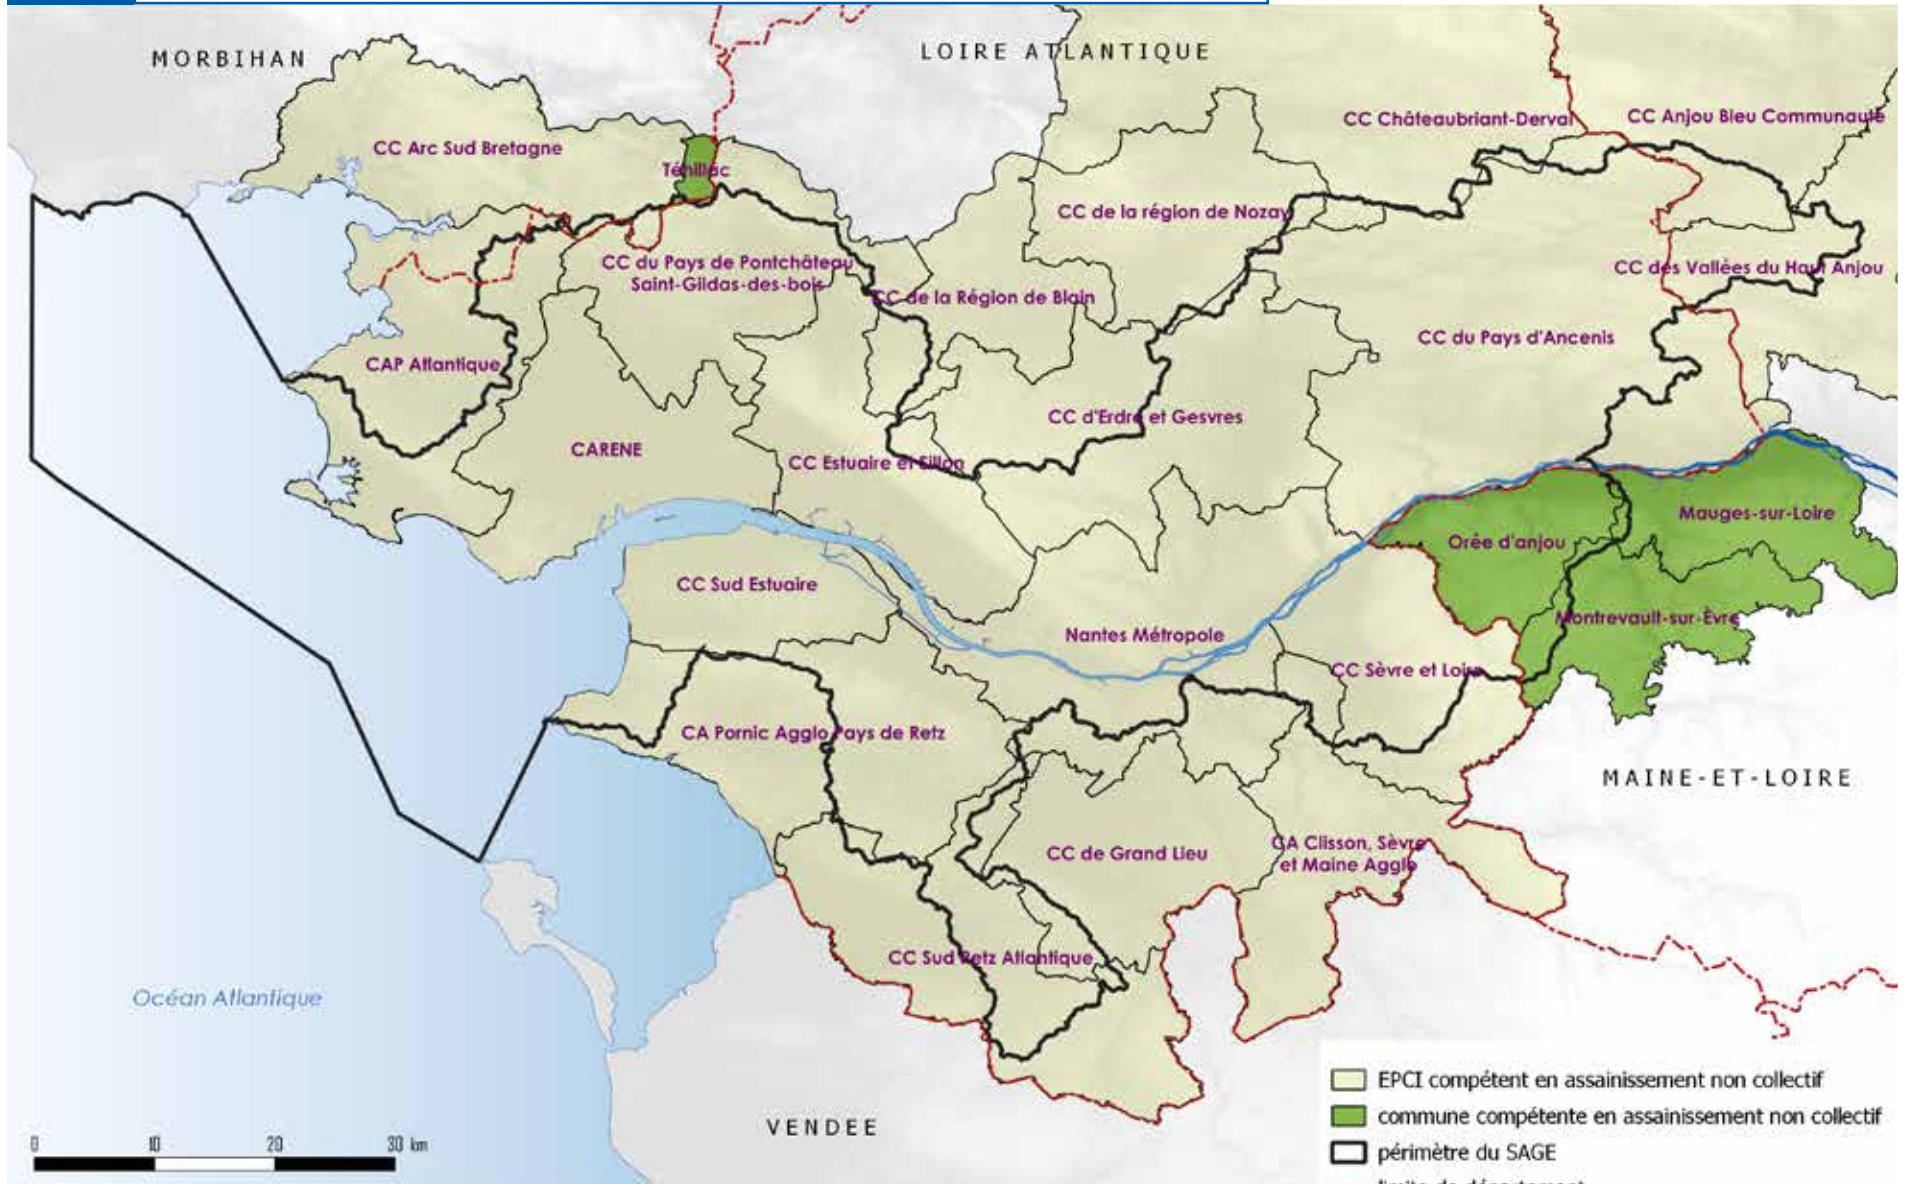 MORBIHAN
LOIRE ATLANTIQUE
CC Châteaubriant-Derval
CC Anjou Bleu Communauté
CC Arc Sud Bretagne
Téhillac
CC de la région de Nozay
CC du Pays de Pontchâteau
Saint-Gildas-des-bois
CC des Vallées du Haut Anjou
CC de la Région de Blain
CC du Pays d'Ancenis
CAP Atlantique
CC d'Erdre et Gesvres
CARENE
CC Estuaire et Sillon
Mauges-sur-Loire
Orée d'anjou
CC Sud Estuaire
Montrevault-sur-Èvre
Nantes Métropole
CC Sèvre et Loire
CA Pornic Agglo Pays de Retz
MAINE-ET-LOIRE
CC de Grand Lieu
CA Clisson, Sèvre
et Maine Agglo
CC Sud Retz Atlantique
Océan Atlantique
VENDEE
EPCI compétent en assainissement non collectif
commune compétente en assainissement non collectif
périmètre du SAGE
limite de département
0 10 20 30 km